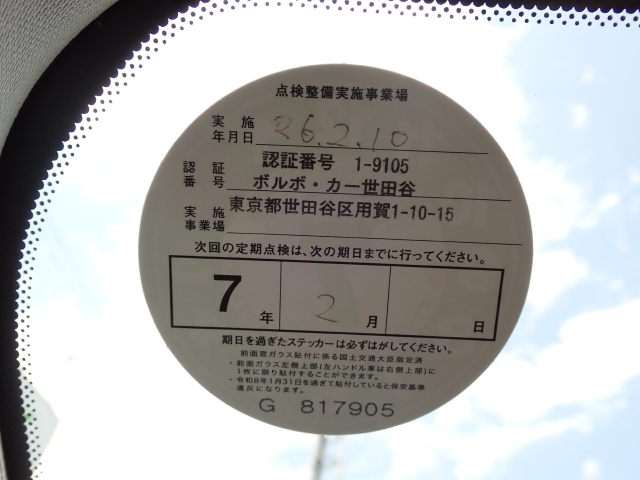 点検整備実施事業場
実施
年月日 26.2.10
認証番号 1-9105
認証
番号 ボルボ・カー世田谷
実施
事業場 東京都世田谷区用賀1-10-15
次回の定期点検は、次の期日までに行ってください。
7年 2月 日
期日を過ぎたステッカーは必ずはがしてください。
前面窓ガラス貼付に係る国土交通大臣指定済
・前面ガラス左側上部(左ハンドル車は右側上部)に
1枚に限り貼付することができます。
・令和8年1月31日を過ぎて貼付していると保安基準
違反になります。
G 817905